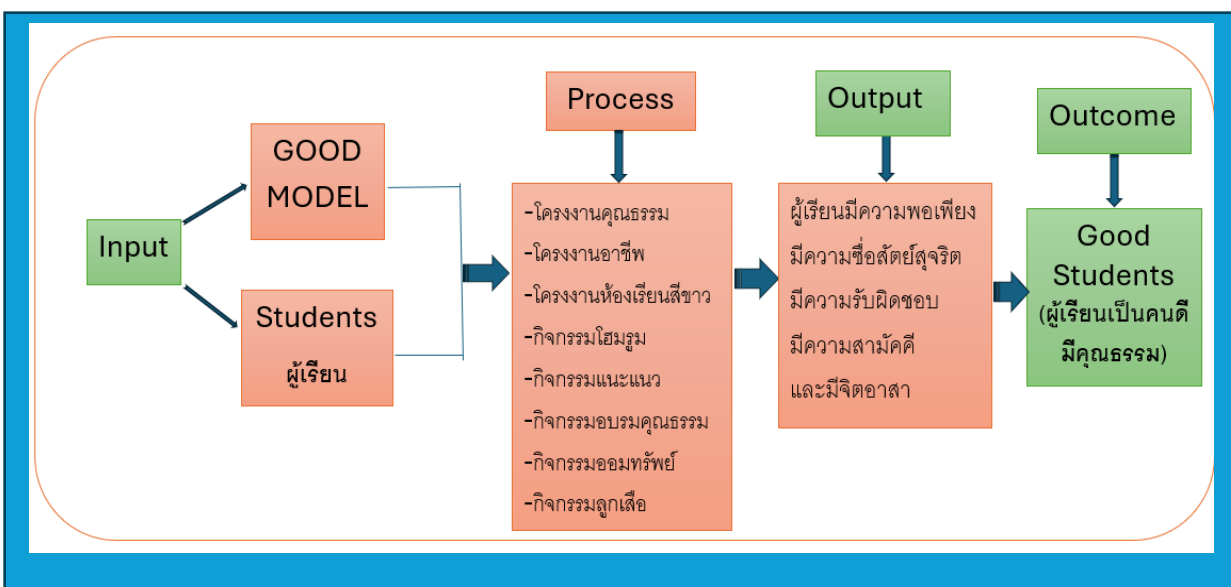 Input
GOOD
MODEL
Students
ผู้เรียน
Process
-โครงงานคุณธรรม
-โครงงานอาชีพ
-โครงงานห้องเรียนสีขาว
-กิจกรรมโฮมรูม
-กิจกรรมแนะแนว
-กิจกรรมอบรมคุณธรรม
-กิจกรรมออมทรัพย์
-กิจกรรมลูกเสือ
Output
ผู้เรียนมีความพอเพียง
มีความซื่อสัตย์สุจริต
มีความรับผิดชอบ
มีความสามัคคี
และมีจิตอาสา
Outcome
Good
Students
(ผู้เรียนเป็นคนดี
มีคุณธรรม)